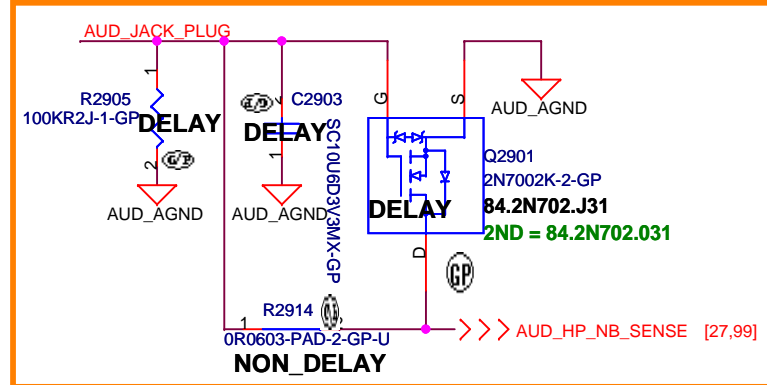 AUD_JACK_PLUG
1
R2905
100KR2J-1-GP
DELAY
2
G/P
AUD_AGND
2
C2903
DELAY
SC10U6D3V3MX-GP
1
AUD_AGND
G
S
AUD_AGND
Q2901
2N7002K-2-GP
DELAY
84.2N702.J31
2ND = 84.2N702.031
D
GP
R2914
1
0R0603-PAD-2-GP-U
NON_DELAY
AUD_HP_NB_SENSE [27,99]